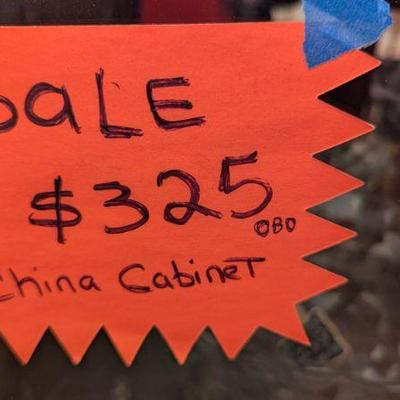 SALE
$325 OBO
China CabineT